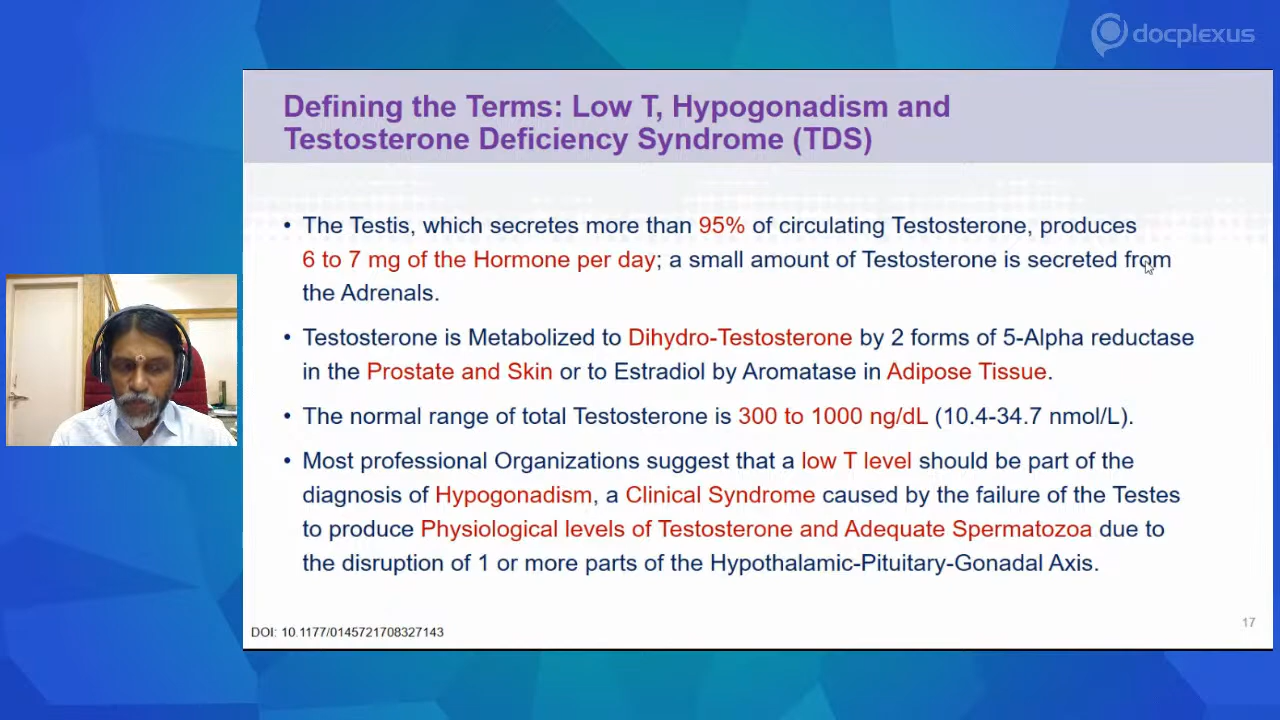 docplexus
Defining the Terms: Low T, Hypogonadism and
Testosterone Deficiency Syndrome (TDS)
• The Testis, which secretes more than 95% of circulating Testosterone, produces
6 to 7 mg of the Hormone per day; a small amount of Testosterone is secreted from
the Adrenals.
• Testosterone is Metabolized to Dihydro-Testosterone by 2 forms of 5-Alpha reductase
in the Prostate and Skin or to Estradiol by Aromatase in Adipose Tissue.
• The normal range of total Testosterone is 300 to 1000 ng/dL (10.4-34.7 nmol/L).
• Most professional Organizations suggest that a low T level should be part of the
diagnosis of Hypogonadism, a Clinical Syndrome caused by the failure of the Testes
to produce Physiological levels of Testosterone and Adequate Spermatozoa due to
the disruption of 1 or more parts of the Hypothalamic-Pituitary-Gonadal Axis.
17
DOI: 10.1177/0145721708327143